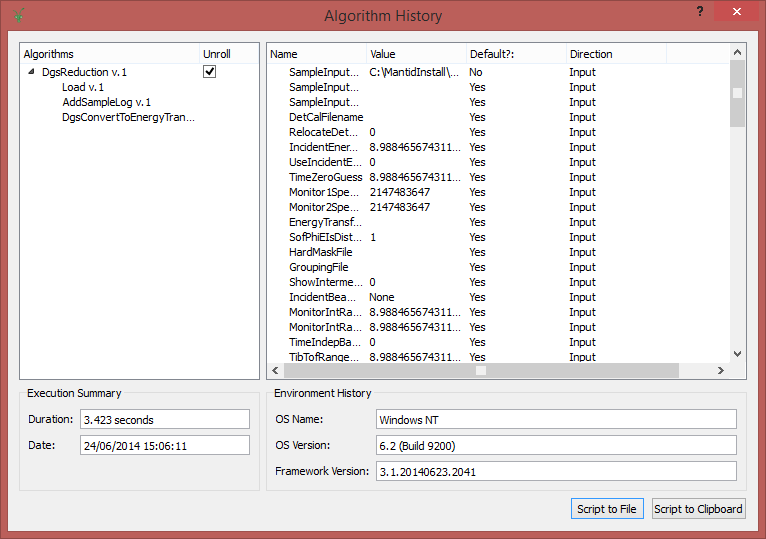 Algorithm History
? ×
Algorithms Unroll
DgsReduction v.1
Load v.1
AddSampleLog v.1
DgsConvertToEnergyTran...
Name Value Default?: Direction
SampleInput... C:\MantidInstall\... No Input
SampleInput... Yes Input
SampleInput... Yes Input
DetCalFilename Yes Input
RelocateDet... 0 Yes Input
IncidentEner... 8.988465674311... Yes Input
UseIncidentE... 0 Yes Input
TimeZeroGuess 8.988465674311... Yes Input
Monitor1Spe... 2147483647 Yes Input
Monitor2Spe... 2147483647 Yes Input
EnergyTransf... Yes Input
SofPhiEIsDist... 1 Yes Input
HardMaskFile Yes Input
GroupingFile Yes Input
ShowInterme... 0 Yes Input
IncidentBea... None Yes Input
MonitorIntRa... 8.988465674311... Yes Input
MonitorIntRa... 8.988465674311... Yes Input
TimeIndepBa... 0 Yes Input
TibTofRange... 8.988465674311... Yes Input
Execution Summary
Duration: 3.423 seconds
Date: 24/06/2014 15:06:11
Environment History
OS Name: Windows NT
OS Version: 6.2 (Build 9200)
Framework Version: 3.1.20140623.2041
Script to File Script to Clipboard